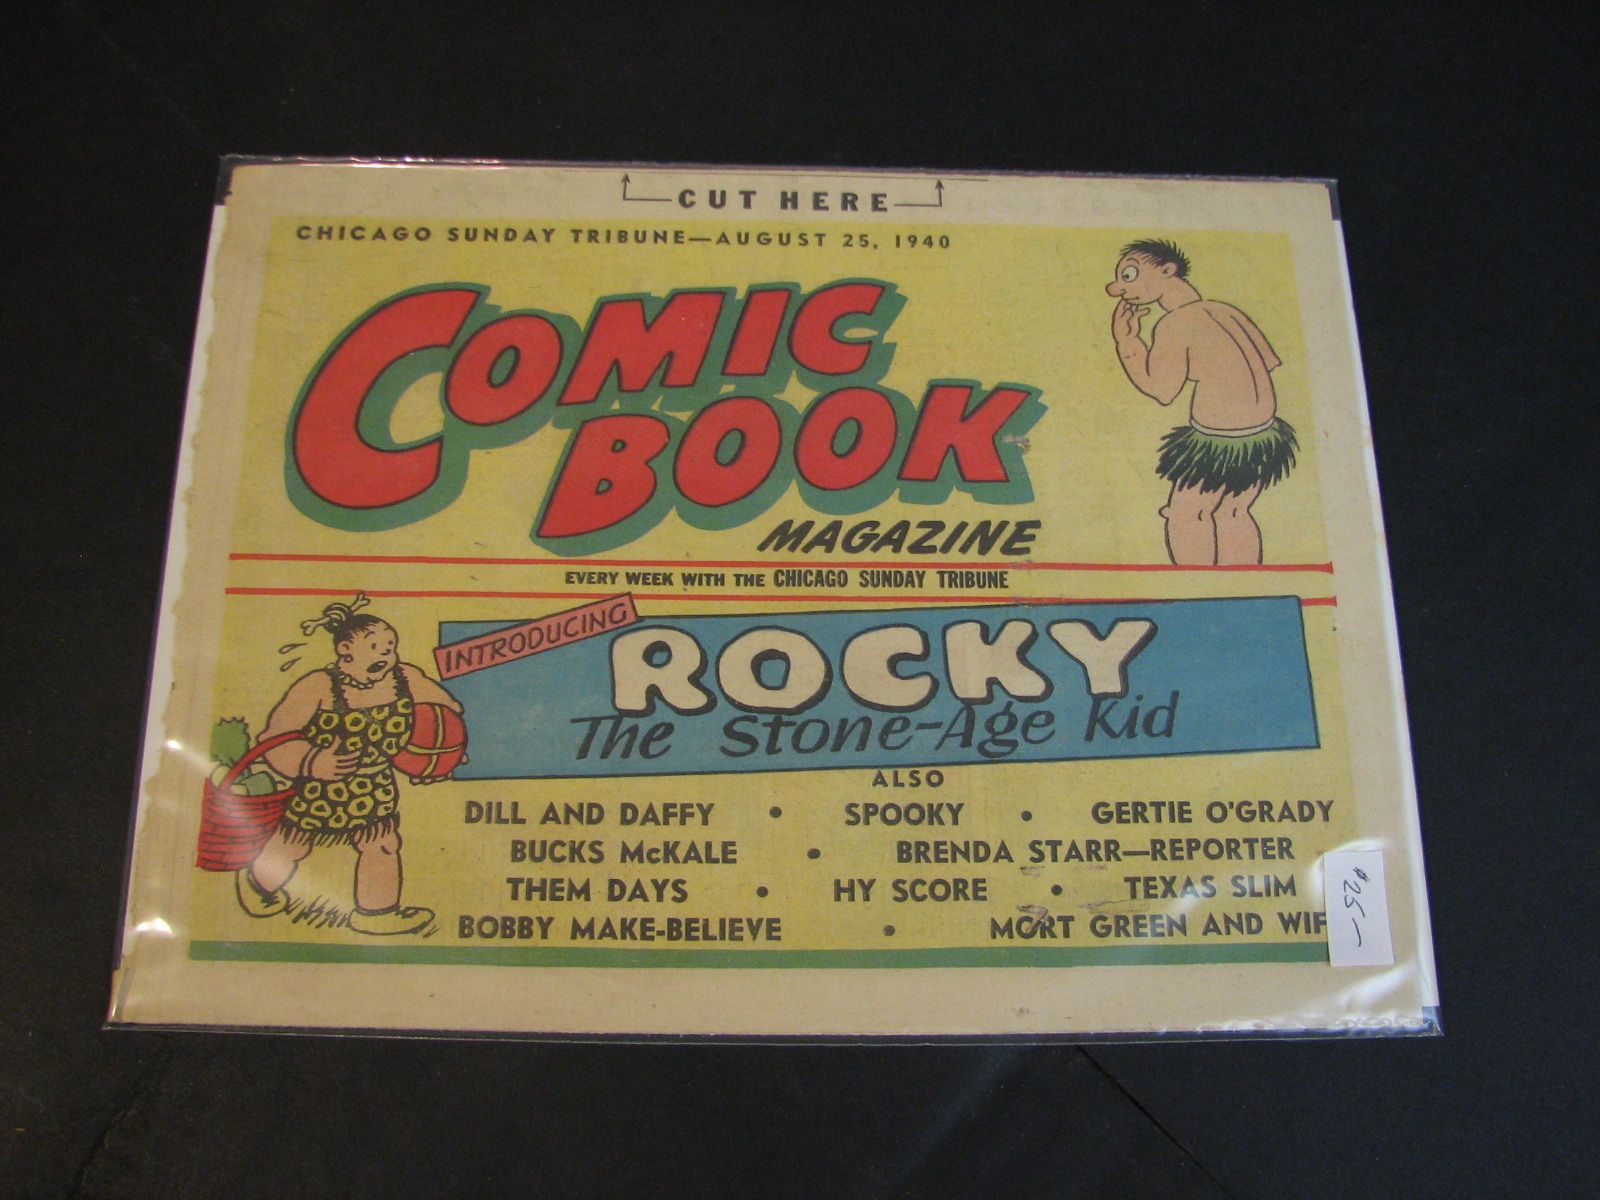 CUT HERE
CHICAGO SUNDAY TRIBUNE—AUGUST 25, 1940
COMIC
BOOK
MAGAZINE
EVERY WEEK WITH THE CHICAGO SUNDAY TRIBUNE
INTRODUCING
ROCKY
The Stone-Age Kid
ALSO
DILL AND DAFFY • SPOOKY • GERTIE O'GRADY
BUCKS McKALE • BRENDA STARR—REPORTER
THEM DAYS • HY SCORE • TEXAS SLIM
BOBBY MAKE-BELIEVE • MORT GREEN AND WIF
$25—